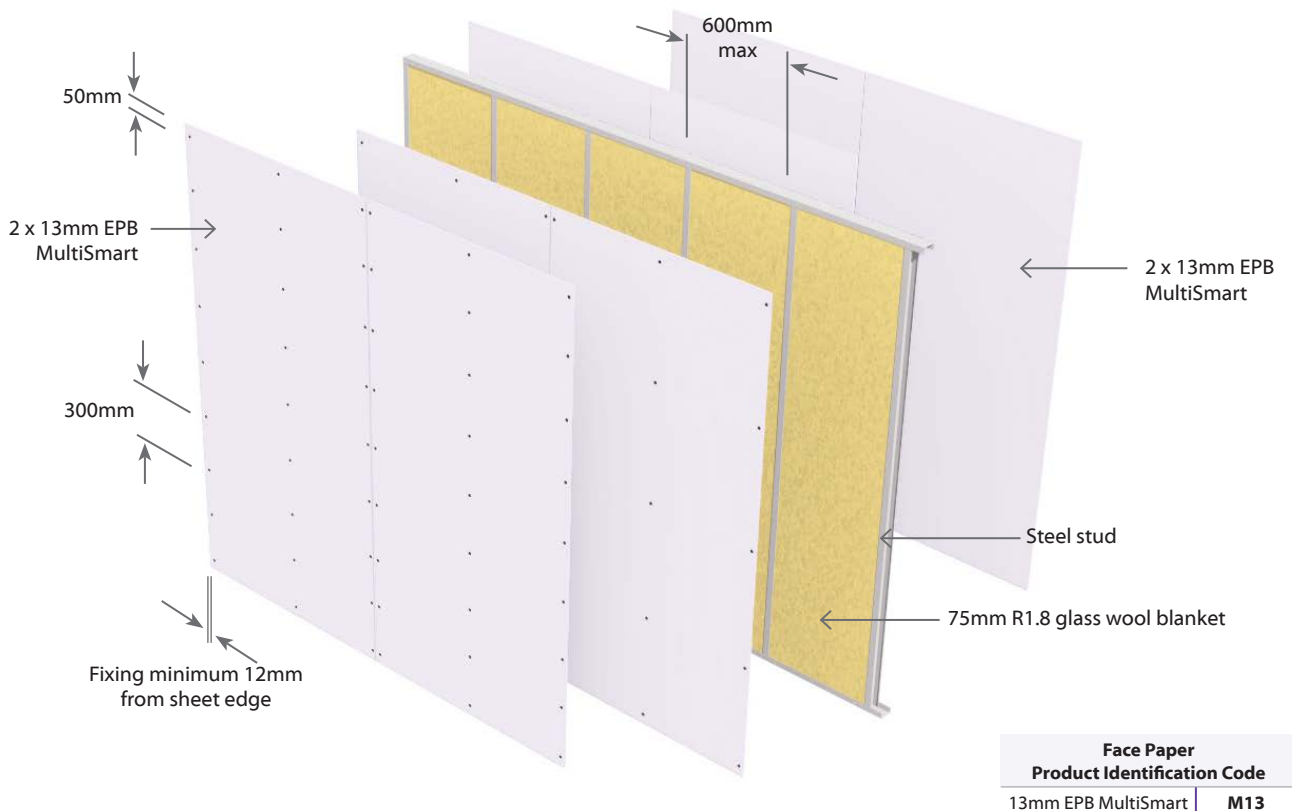 600mm
max
50mm
2 x 13mm EPB
MultiSmart
2 x 13mm EPB
MultiSmart
300mm
Steel stud
75mm R1.8 glass wool blanket
Fixing minimum 12mm
from sheet edge
Face Paper
Product Identification Code
13mm EPB MultiSmart M13